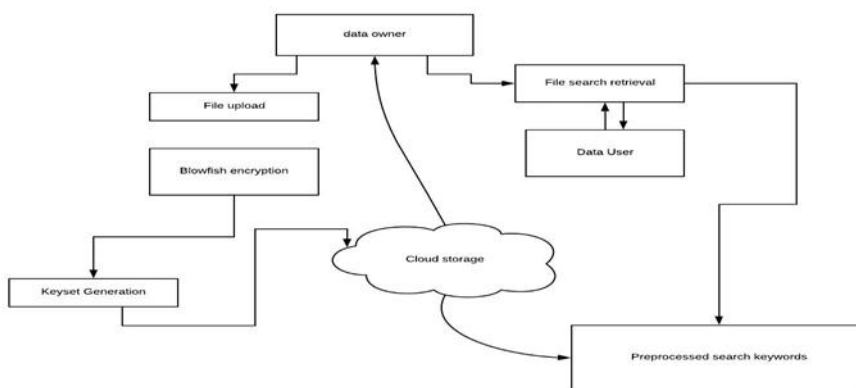 data owner
File search retrieval
File upload
Data User
Blowfish encryption
Cloud storage
Keyset Generation
Preprocessed search keywords